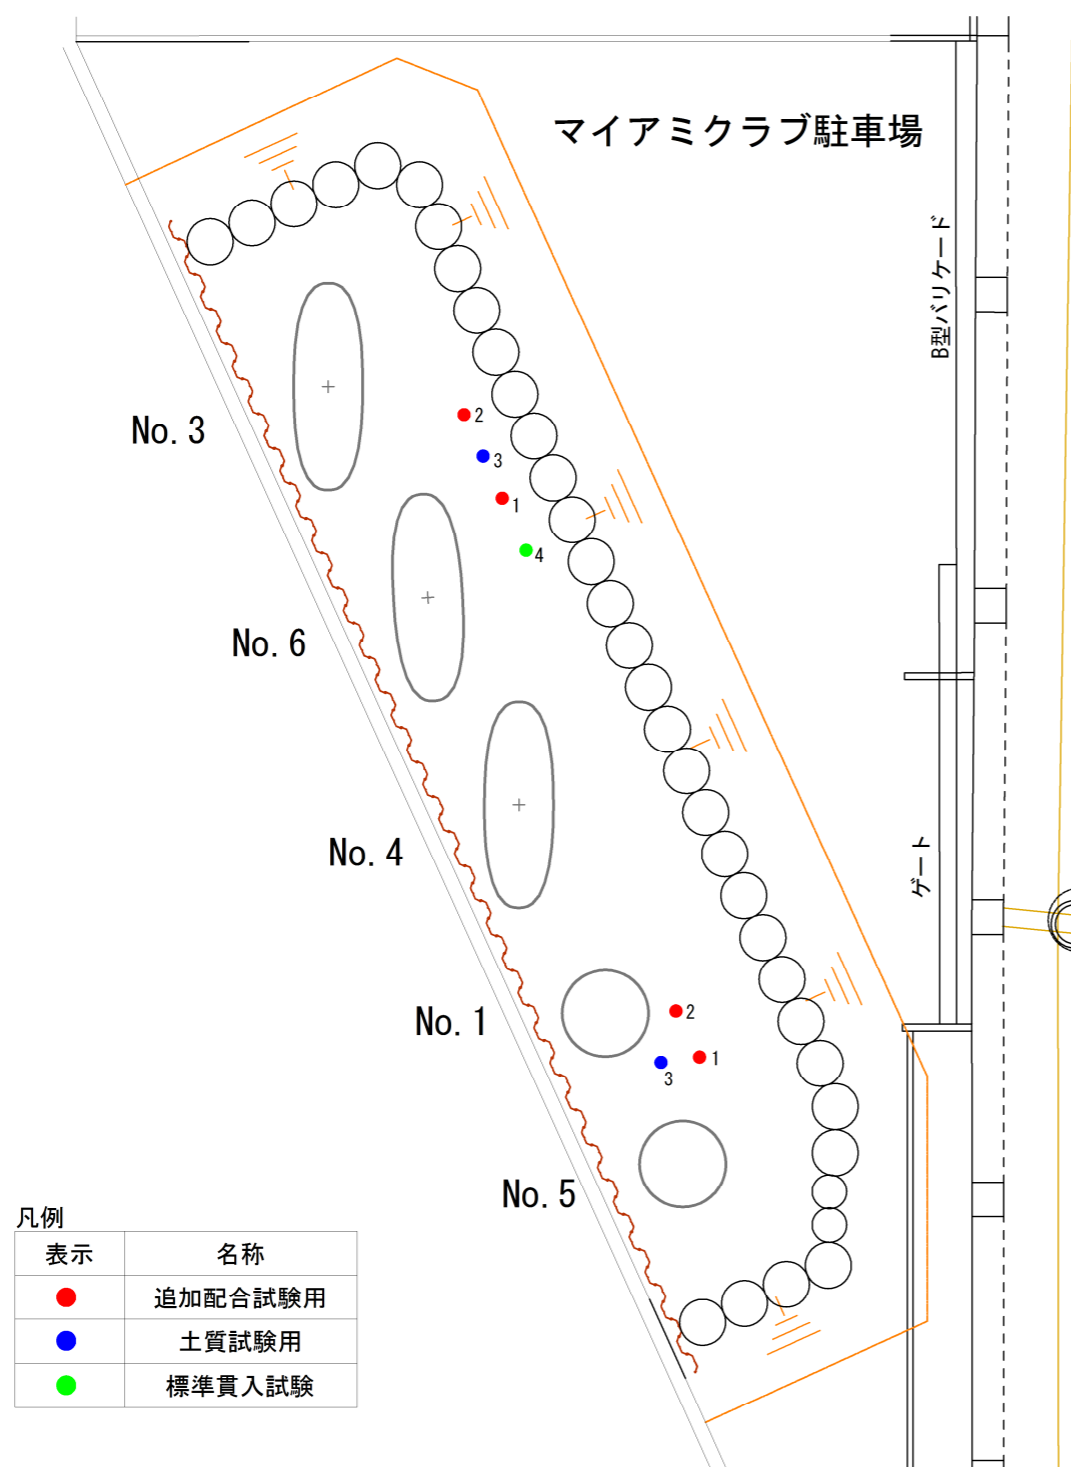 マイアミクラブ駐車場
B型バリケード
No. 3
2
3
1
4
No. 6
No. 4
ゲート
No. 1
2
1
3
No. 5
凡例
表示 名称
追加配合試験用
土質試験用
標準貫入試験